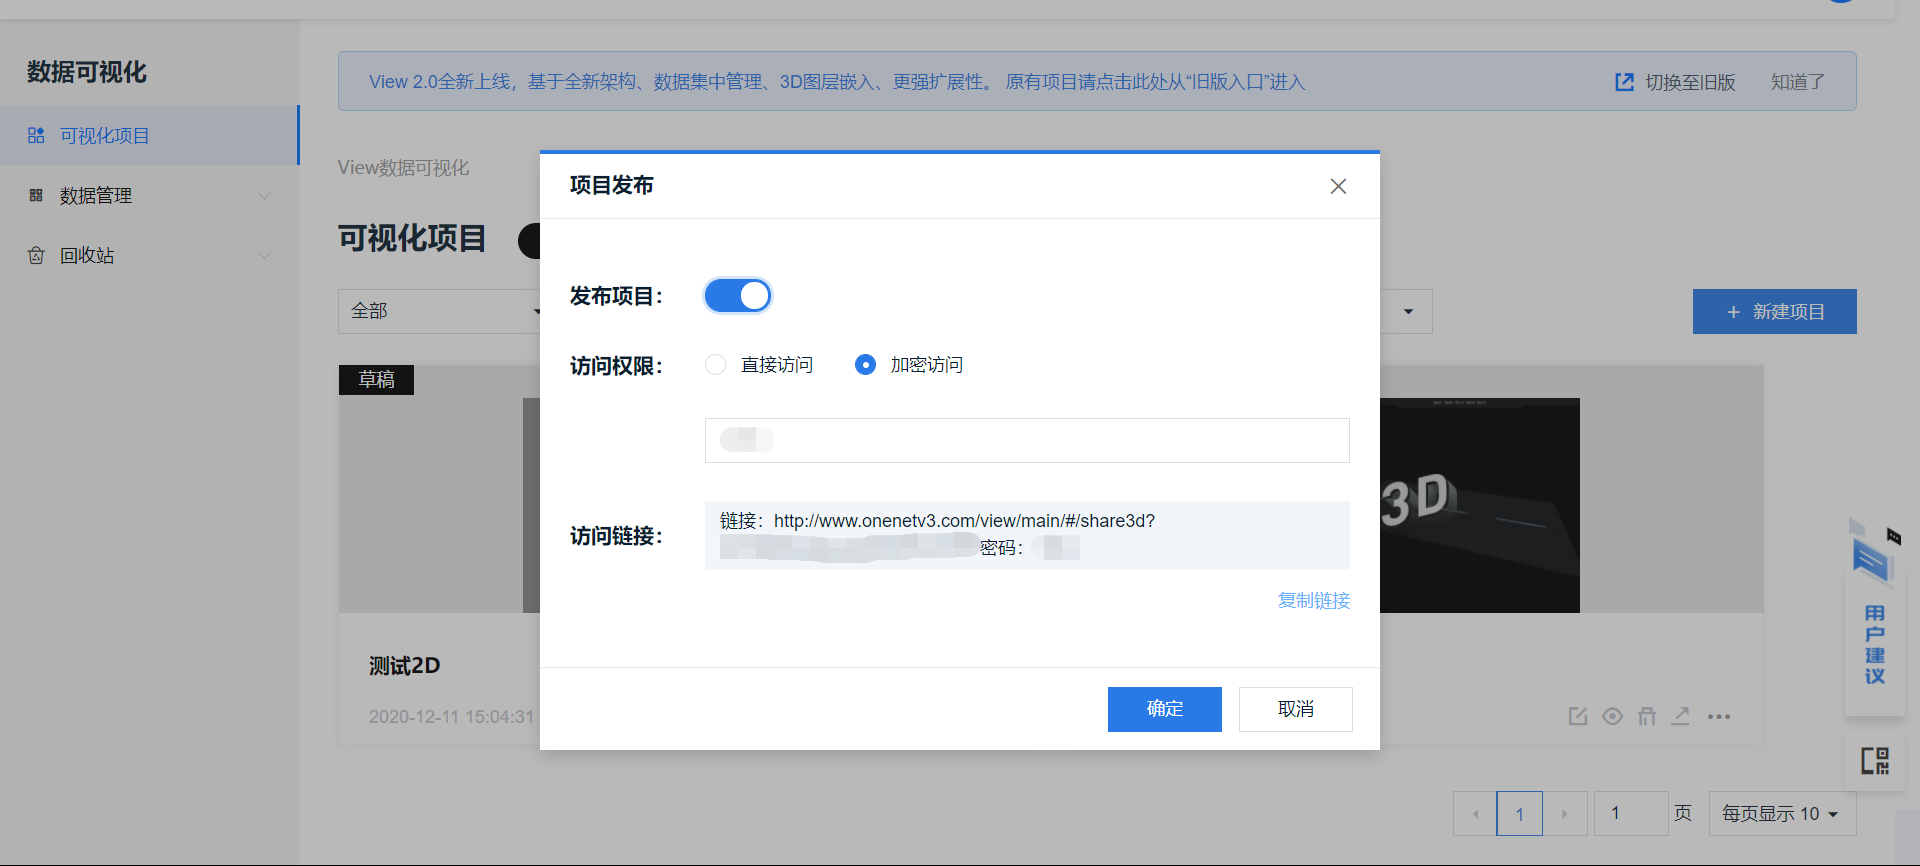 数据可视化
可视化项目
数据管理
回收站
View 2.0全新上线，基于全新架构、数据集中管理、3D图层嵌入、更强扩展性。 原有项目请点击此处从“旧版入口”进入
切换至旧版
知道了
View数据可视化
可视化项目
全部
+ 新建项目
草稿
3D
测试2D
2020-12-11 15:04:31
项目发布
发布项目：
访问权限：
直接访问
加密访问
访问链接：
链接：http://www.onenetv3.com/view/main/#/share3d?
密码：
复制链接
确定
取消
用户建议
1
1
页
每页显示 10